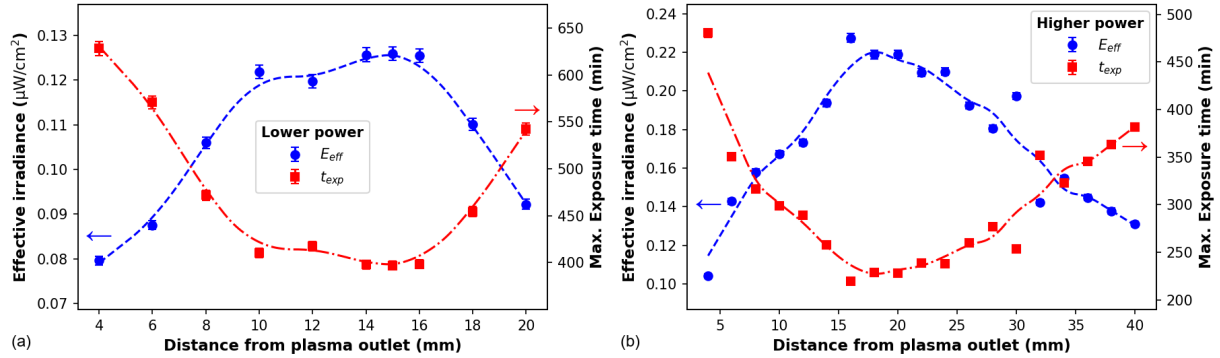 Effective irradiance (µW/cm²)
0.13
0.12
0.11
0.10
0.09
0.08
0.07
Lower power
E_eff
t_exp
650
600
550
500
450
400
350
Max. Exposure time (min)
4 6 8 10 12 14 16 18 20
(a) Distance from plasma outlet (mm)
Effective irradiance (µW/cm²)
0.24
0.22
0.20
0.18
0.16
0.14
0.12
0.10
Higher power
E_eff
t_exp
500
450
400
350
300
250
200
Max. Exposure time (min)
5 10 15 20 25 30 35 40
(b) Distance from plasma outlet (mm)